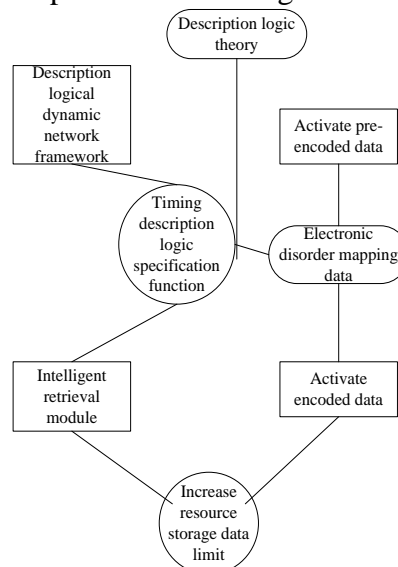 Description logic
theory
Description
logical
dynamic
network
framework
Activate pre-
encoded data
Timing
description
logic
specification
function
Electronic
disorder mapping
data
Intelligent
retrieval
module
Activate
encoded data
Increase
resource
storage data
limit